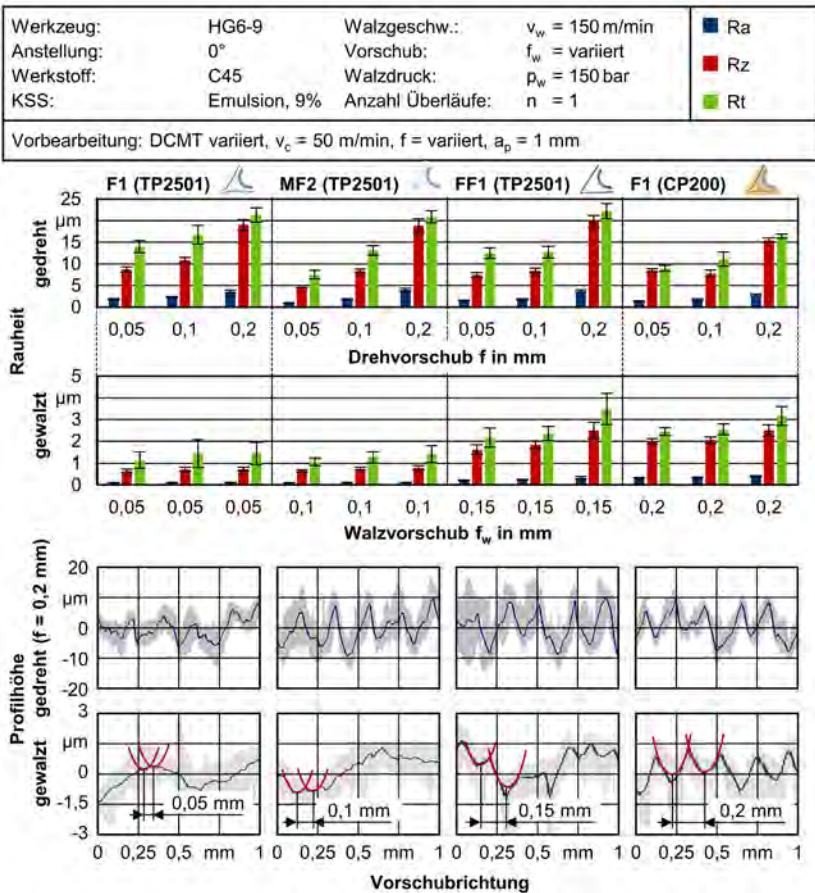 Werkzeug: HG6-9 Walzgeschw.: v_w = 150 m/min
Anstellung: 0° Vorschub: f_w = variiert
Werkstoff: C45 Walzdruck: p_w = 150 bar
KSS: Emulsion, 9% Anzahl Überläufe: n = 1
Ra
Rz
Rt
Vorbearbeitung: DCMT variiert, v_c = 50 m/min, f = variiert, a_p = 1 mm
F1 (TP2501) MF2 (TP2501) FF1 (TP2501) F1 (CP200)
Rauheit
gedreht
25
µm
15
10
5
0
0,05 0,1 0,2 0,05 0,1 0,2 0,05 0,1 0,2 0,05 0,1 0,2
Drehvorschub f in mm
gewalzt
5
µm
3
2
1
0
0,05 0,05 0,05 0,1 0,1 0,1 0,15 0,15 0,15 0,2 0,2 0,2
Walzvorschub f_w in mm
Profilhöhe
gedreht (f = 0,2 mm)
20
µm
0
-10
-20
gewalzt
3
µm
0
-1,5
-3
0,05 mm 0,1 mm 0,15 mm 0,2 mm
0 0,25 0,5 mm 1 0 0,25 0,5 mm 1 0 0,25 0,5 mm 1 0 0,25 0,5 mm 1
Vorschubrichtung